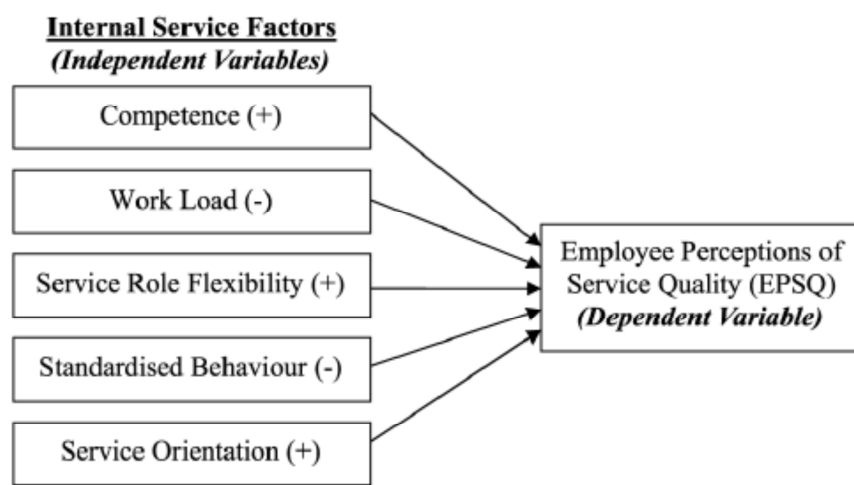 Internal Service Factors
(Independent Variables)
Competence (+)
Work Load (-)
Service Role Flexibility (+)
Standardised Behaviour (-)
Service Orientation (+)
Employee Perceptions of
Service Quality (EPSQ)
(Dependent Variable)